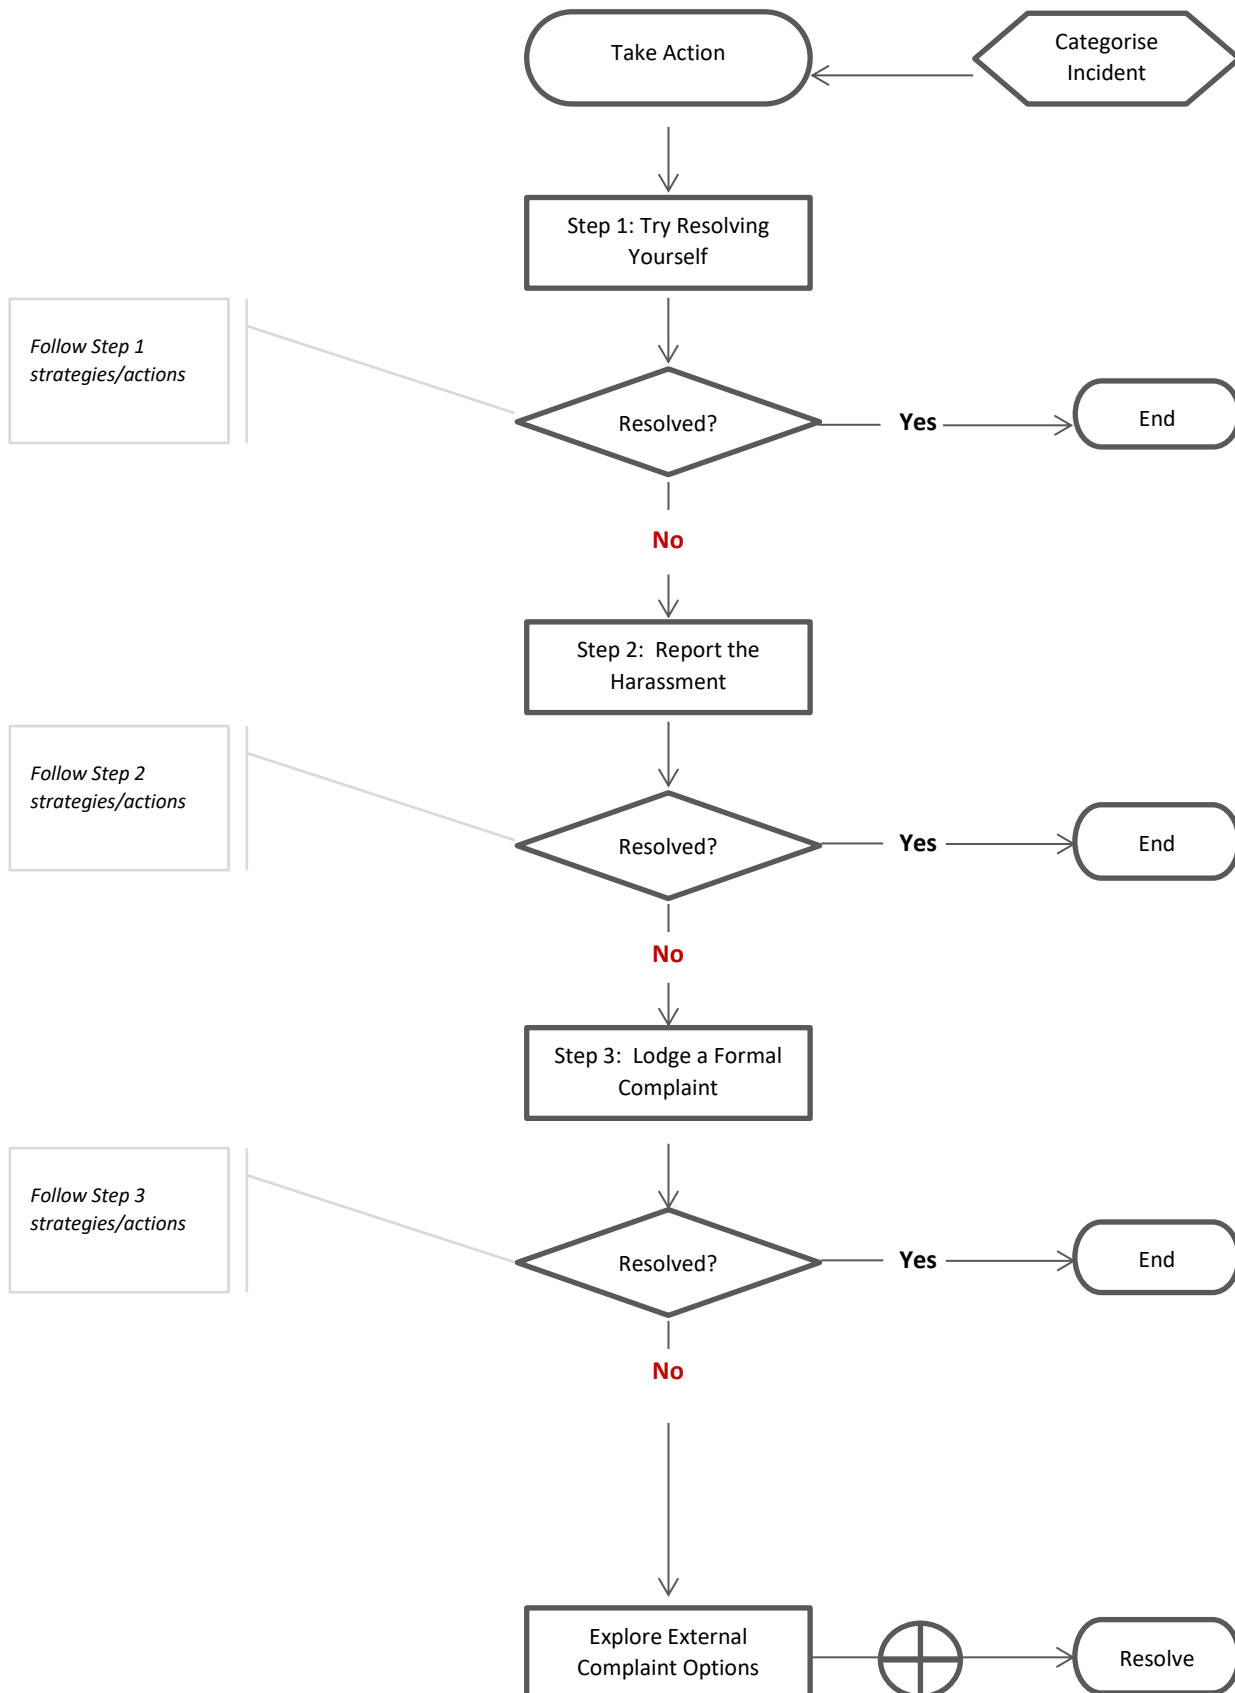 Take Action
Categorise
Incident
Step 1: Try Resolving
Yourself
Follow Step 1
strategies/actions
Resolved?
Yes
End
No
Step 2:  Report the
Harassment
Follow Step 2
strategies/actions
Resolved?
Yes
End
No
Step 3:  Lodge a Formal
Complaint
Follow Step 3
strategies/actions
Resolved?
Yes
End
No
Explore External
Complaint Options
Resolve